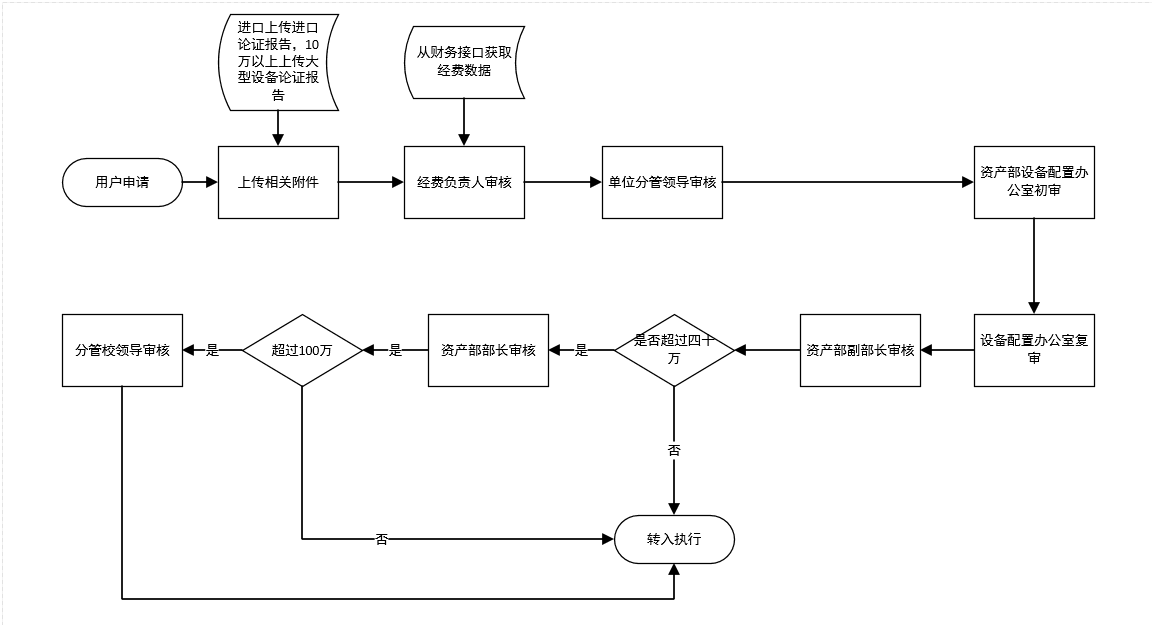 进口上传进口
论证报告，10
万以上上传大
型设备论证报
告
从财务接口获取
经费数据
用户申请
上传相关附件
经费负责人审核
单位分管领导审核
资产部设备配置办
公室初审
分管校领导审核
是
超过100万
是
资产部部长审核
是
是否超过四十
万
资产部副部长审核
设备配置办公室复
审
否
否
转入执行